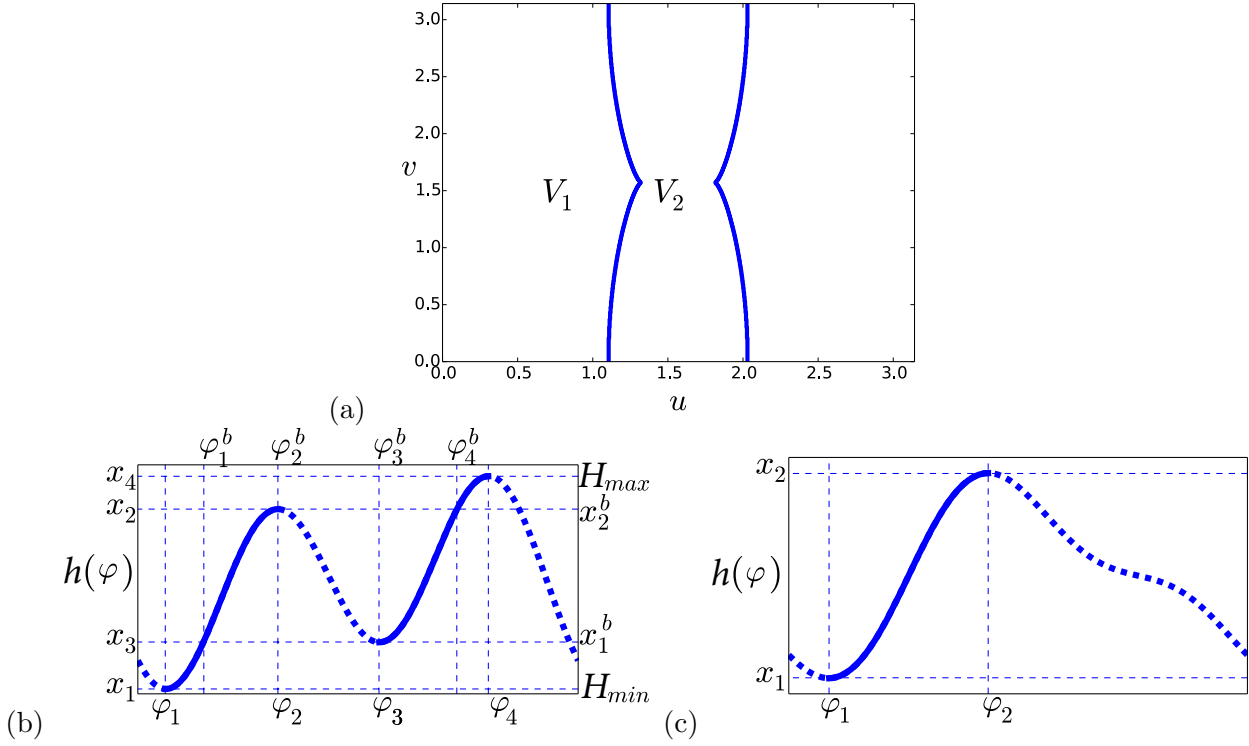 3.0
2.5
2.0
v
1.5
1.0
0.5
0.0
V₁ V₂
0.0 0.5 1.0 1.5 2.0 2.5 3.0
u
(a)
φ₁ᵇ φ₂ᵇ φ₃ᵇ φ₄ᵇ
x₄ H_max
x₂ x₂ᵇ
h(φ)
x₃ x₁ᵇ
x₁ H_min
φ₁ φ₂ φ₃ φ₄
(b)
x₂
h(φ)
x₁
φ₁ φ₂
(c)